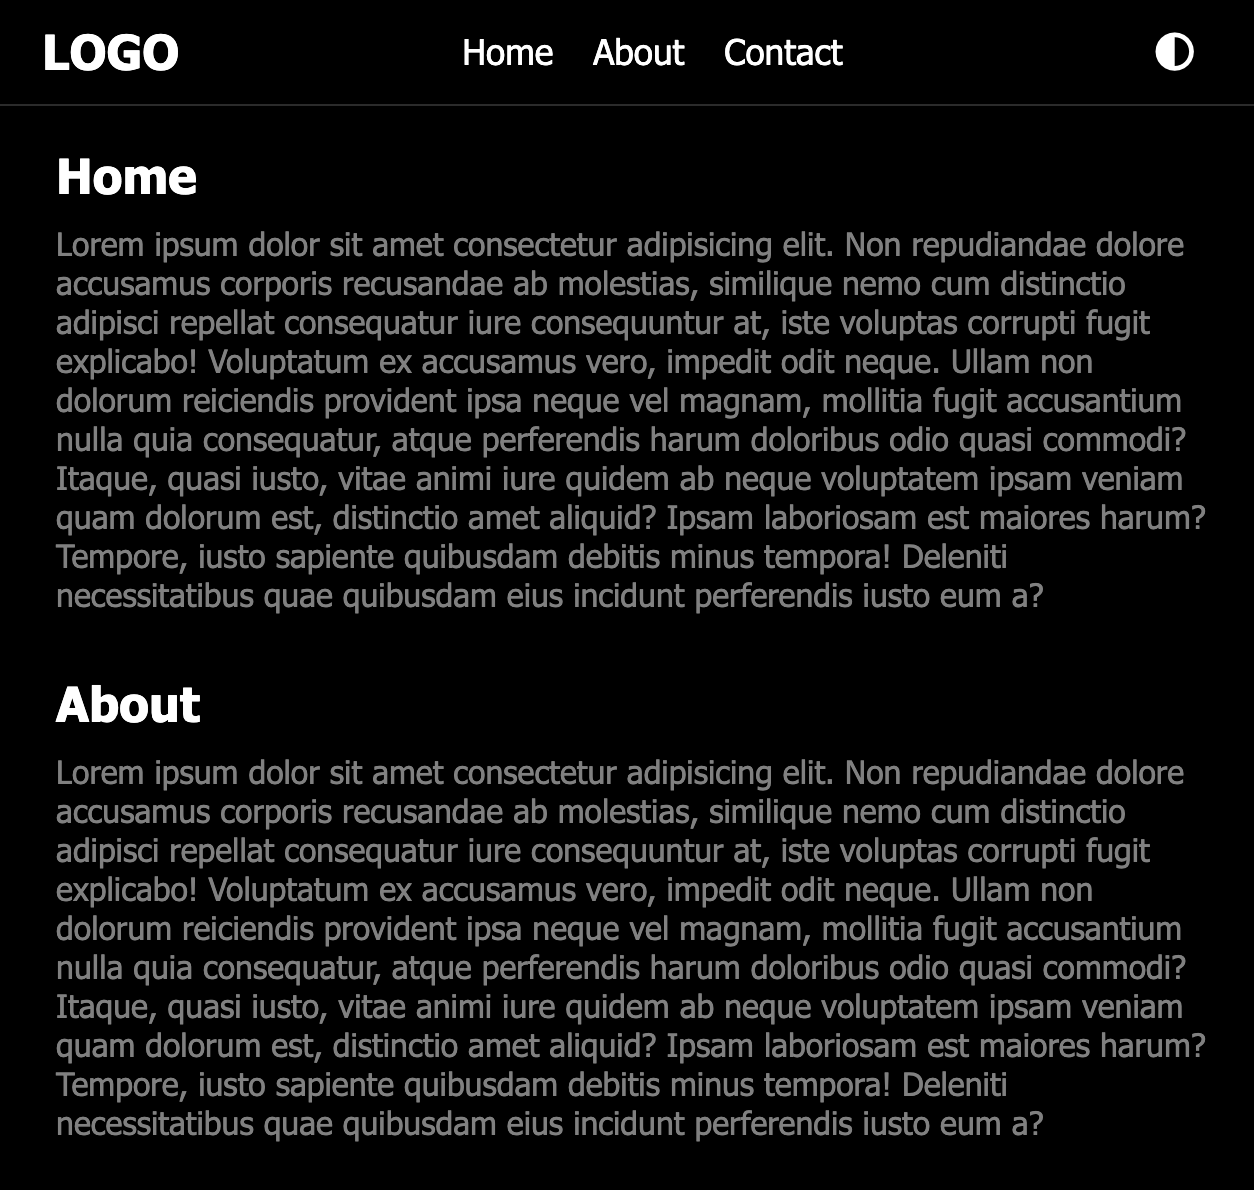 LOGO
Home About Contact
Home
Lorem ipsum dolor sit amet consectetur adipisicing elit. Non repudiandae dolore
accusamus corporis recusandae ab molestias, similique nemo cum distinctio
adipisci repellat consequatur iure consequuntur at, iste voluptas corrupti fugit
explicabo! Voluptatum ex accusamus vero, impedit odit neque. Ullam non
dolorum reiciendis provident ipsa neque vel magnam, mollitia fugit accusantium
nulla quia consequatur, atque perferendis harum doloribus odio quasi commodi?
Itaque, quasi iusto, vitae animi iure quidem ab neque voluptatem ipsam veniam
quam dolorum est, distinctio amet aliquid? Ipsam laboriosam est maiores harum?
Tempore, iusto sapiente quibusdam debitis minus tempora! Deleniti
necessitatibus quae quibusdam eius incidunt perferendis iusto eum a?
About
Lorem ipsum dolor sit amet consectetur adipisicing elit. Non repudiandae dolore
accusamus corporis recusandae ab molestias, similique nemo cum distinctio
adipisci repellat consequatur iure consequuntur at, iste voluptas corrupti fugit
explicabo! Voluptatum ex accusamus vero, impedit odit neque. Ullam non
dolorum reiciendis provident ipsa neque vel magnam, mollitia fugit accusantium
nulla quia consequatur, atque perferendis harum doloribus odio quasi commodi?
Itaque, quasi iusto, vitae animi iure quidem ab neque voluptatem ipsam veniam
quam dolorum est, distinctio amet aliquid? Ipsam laboriosam est maiores harum?
Tempore, iusto sapiente quibusdam debitis minus tempora! Deleniti
necessitatibus quae quibusdam eius incidunt perferendis iusto eum a?